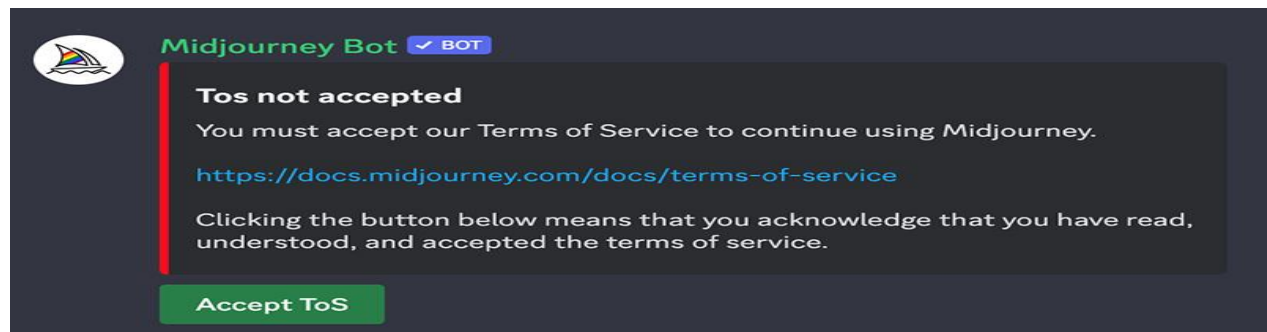 Midjourney Bot ✓ BOT
Tos not accepted
You must accept our Terms of Service to continue using Midjourney.
https://docs.midjourney.com/docs/terms-of-service
Clicking the button below means that you acknowledge that you have read,
understood, and accepted the terms of service.
Accept ToS